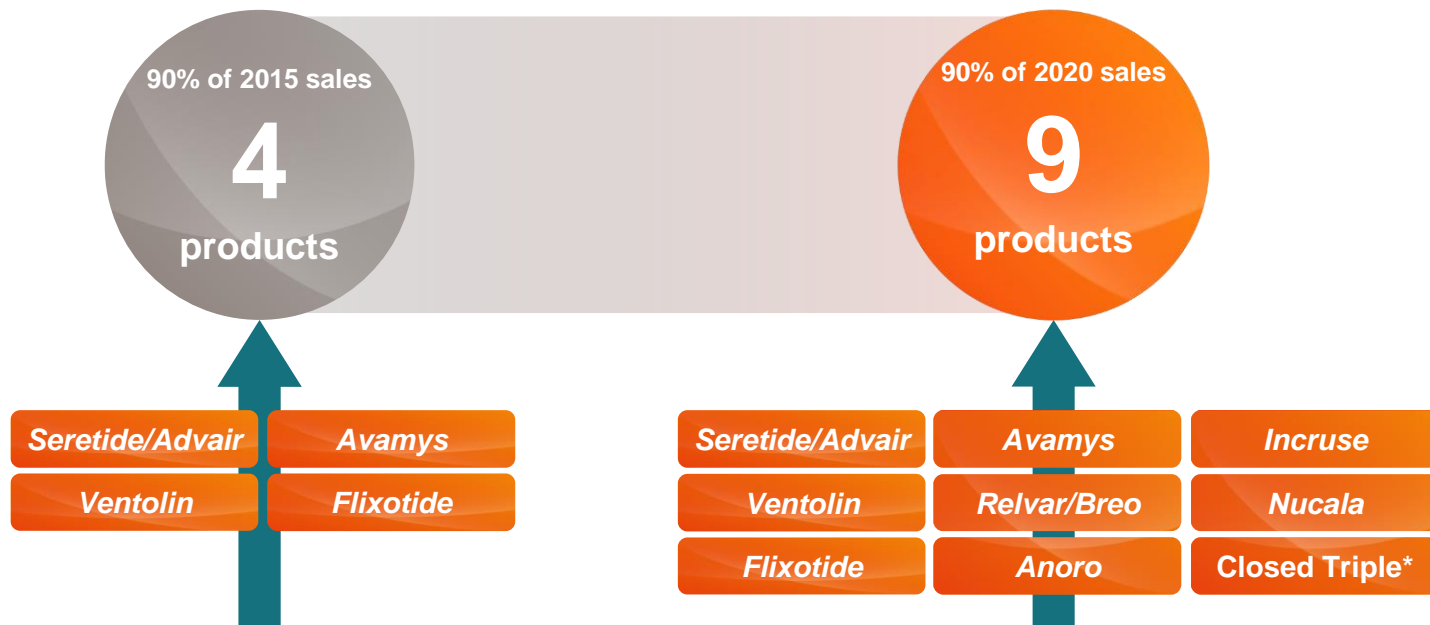 90% of 2015 sales
4
products
90% of 2020 sales
9
products
Seretide/Advair
Avamys
Ventolin
Flixotide
Seretide/Advair
Avamys
Incruse
Ventolin
Relvar/Breo
Nucala
Flixotide
Anoro
Closed Triple*